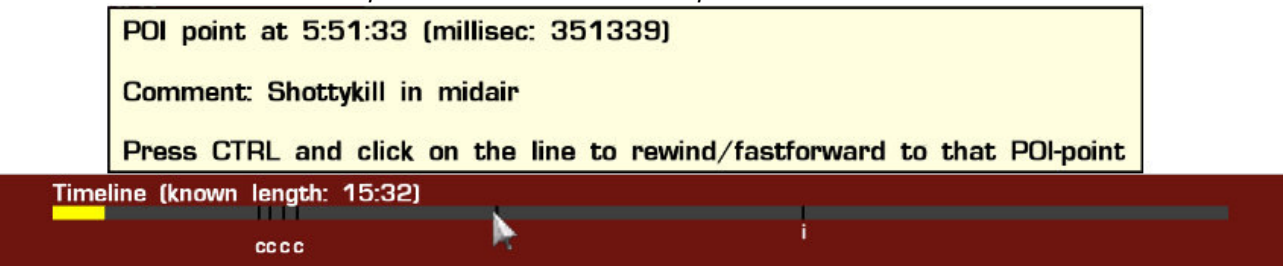 POI point at 5:51:33 (millisec: 351339)
Comment: Shottykill in midair
Press CTRL and click on the line to rewind/fastforward to that POI-point
Timeline (known length: 15:32)
i
cccc